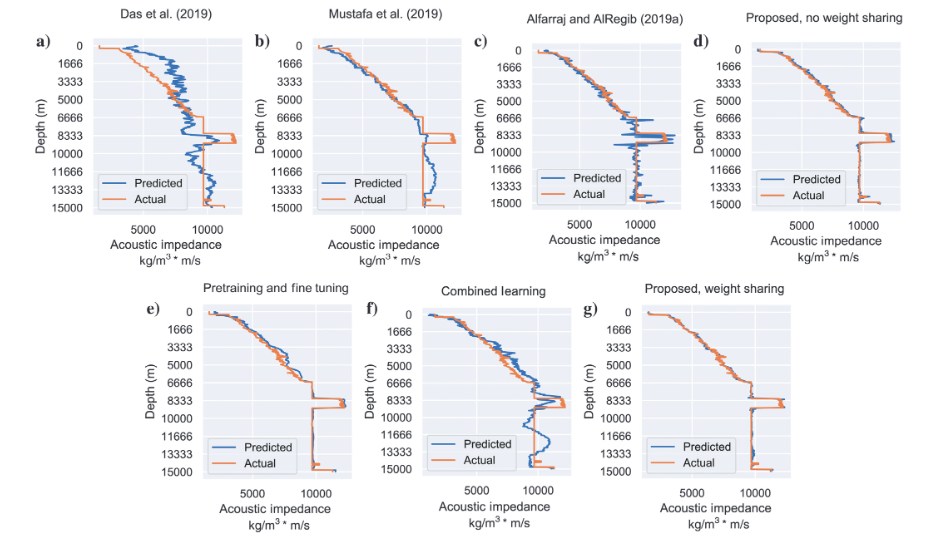 Das et al. (2019)
Mustafa et al. (2019)
Alfarraj and AlRegib (2019a)
Proposed, no weight sharing
a)
0
1666
3333
5000
6666
8333
10000
11666
13333
15000
Depth (m)
Predicted
Actual
5000 10000
Acoustic impedance
kg/m³ * m/s
b)
0
1666
3333
5000
6666
8333
10000
11666
13333
15000
Depth (m)
Predicted
Actual
5000 10000
Acoustic impedance
kg/m³ * m/s
c)
0
1666
3333
5000
6666
8333
10000
11666
13333
15000
Depth (m)
Predicted
Actual
5000 10000
Acoustic impedance
kg/m³ * m/s
d)
0
1666
3333
5000
6666
8333
10000
11666
13333
15000
Depth (m)
Predicted
Actual
5000 10000
Acoustic impedance
kg/m³ * m/s
Pretraining and fine tuning
Combined learning
Proposed, weight sharing
e)
0
1666
3333
5000
6666
8333
10000
11666
13333
15000
Depth (m)
Predicted
Actual
5000 10000
Acoustic impedance
kg/m³ * m/s
f)
0
1666
3333
5000
6666
8333
10000
11666
13333
15000
Depth (m)
Predicted
Actual
5000 10000
Acoustic impedance
kg/m³ * m/s
g)
0
1666
3333
5000
6666
8333
10000
11666
13333
15000
Depth (m)
Predicted
Actual
5000 10000
Acoustic impedance
kg/m³ * m/s